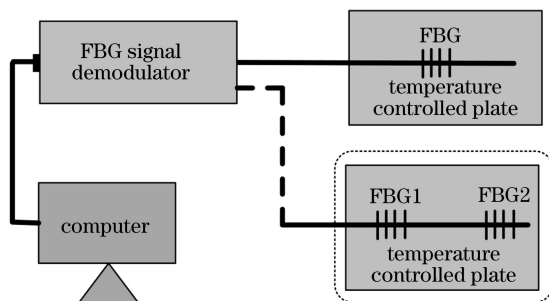 FBG signal
demodulator
FBG
temperature
controlled plate
computer
FBG1
FBG2
temperature
controlled plate